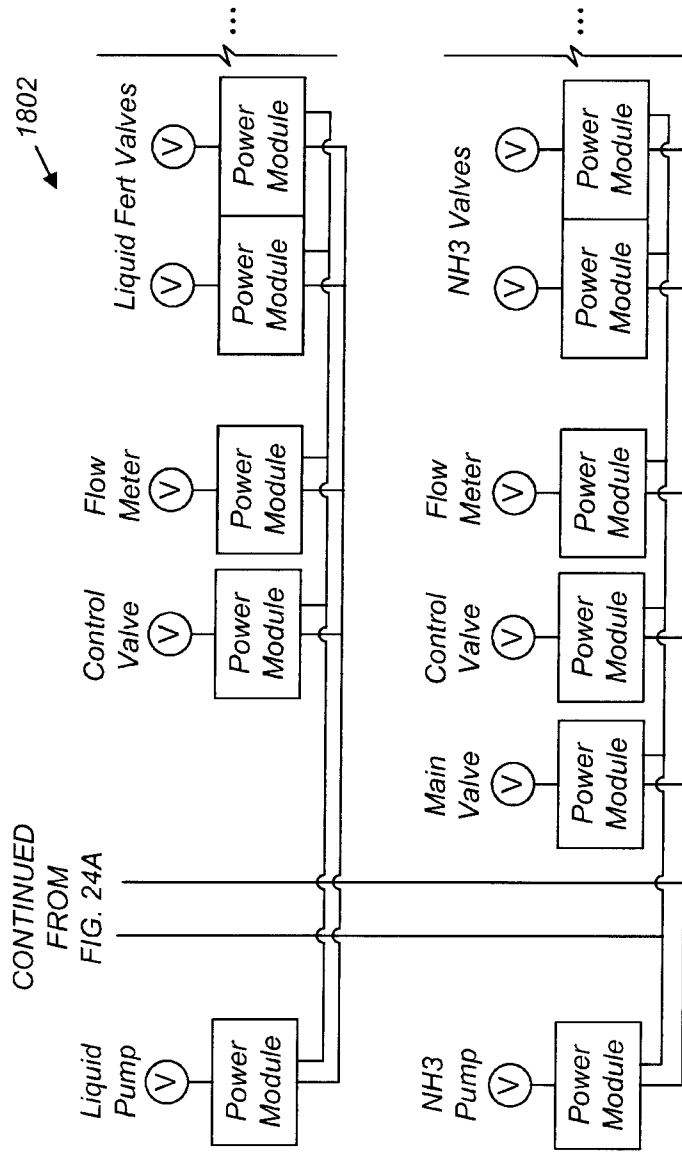 1802
CONTINUED
FROM
FIG. 24A
Liquid
Pump
V
Power
Module
Control
Valve
V
Power
Module
Flow
Meter
V
Power
Module
Liquid Fert Valves
V
V
Power
Module
Power
Module
...
NH3
Pump
V
Power
Module
Main
Valve
V
Power
Module
Control
Valve
V
Power
Module
Flow
Meter
V
Power
Module
NH3 Valves
V
V
Power
Module
Power
Module
...